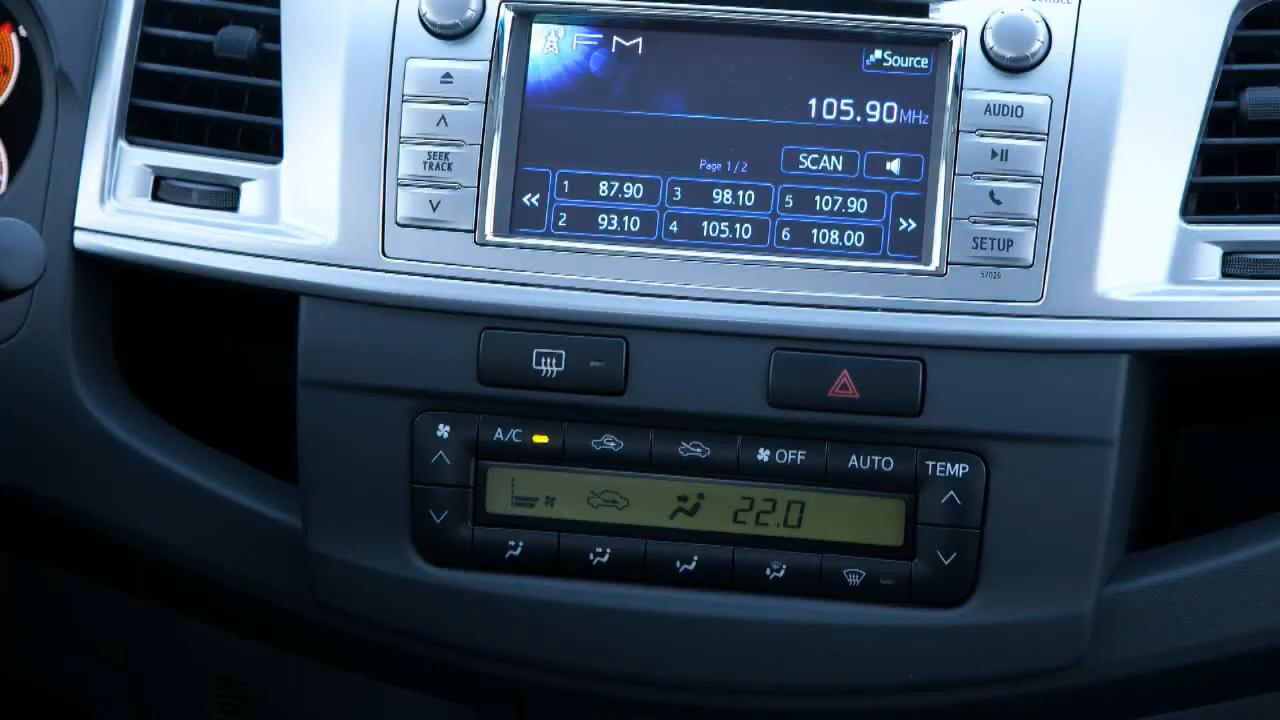 FM
Source
105.90MHz
AUDIO
SEEK
TRACK
Page 1/2
SCAN
1 87.90
3 98.10
5 107.90
2 93.10
4 105.10
6 108.00
SETUP
57026
A/C
OFF
AUTO
TEMP
22.0